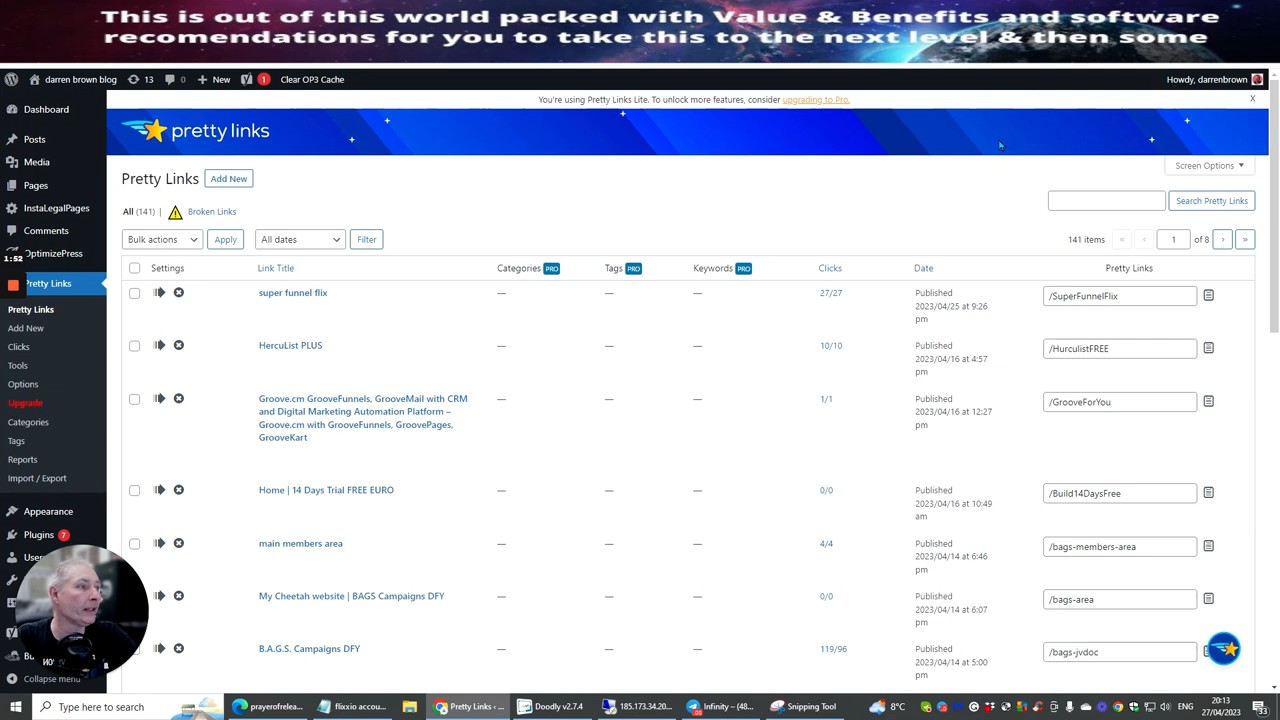 This is out of this world packed with Value & Benefits and software
recomendations for you to take this to the next level & then some
darren brown 13 0 New 1 Clear OP3 Cache Howdy, darrenbrown
You're using Pretty Links Lite. To unlock more features, consider upgrading to Pro. X
pretty links
Screen Options
Pretty Links Add New
All (141) | Broken Links
Search Pretty Links
Bulk actions Apply All dates Filter 141 items « ‹ 1 of 8 › »
Settings Link Title Categories PRO Tags PRO Keywords PRO Clicks Date Pretty Links
super funnel flix — — — 27/27 Published /SuperFunnelFlix
2023/04/25 at 9:26
pm
HercuList PLUS — — — 10/10 Published /HurculistFREE
2023/04/16 at 4:57
pm
Groove.cm GrooveFunnels, GrooveMail with CRM — — — 1/1 Published /GrooveForYou
and Digital Marketing Automation Platform – 2023/04/16 at 12:27
Groove.cm with GrooveFunnels, GroovePages, pm
GrooveKart
Home | 14 Days Trial FREE EURO — — — 0/0 Published /Build14DaysFree
2023/04/16 at 10:49
am
main members area — — — 4/4 Published /bags-members-area
2023/04/14 at 6:46
pm
My Cheetah website | BAGS Campaigns DFY — — — 0/0 Published /bags-area
2023/04/14 at 6:07
pm
B.A.G.S. Campaigns DFY — — — 119/96 Published /bags-jvdoc
2023/04/14 at 5:00
pm
Dashboard
Posts
Media
Pages
InstaLegalPages
Comments
OptimizePress
1:52
Pretty Links
Pretty Links
Add New
Clicks
Tools
Options
Upgrade
Categories
Tags
Reports
Import / Export
Appearance
Plugins 7
Collapse menu
Type here to search prayerofrelea... flixxio accou... Pretty Links ‹ ... Doodly v2.7.4 185.173.34.20... Infinity – (48... Snipping Tool 8°C ENG 20:13
27/04/2023